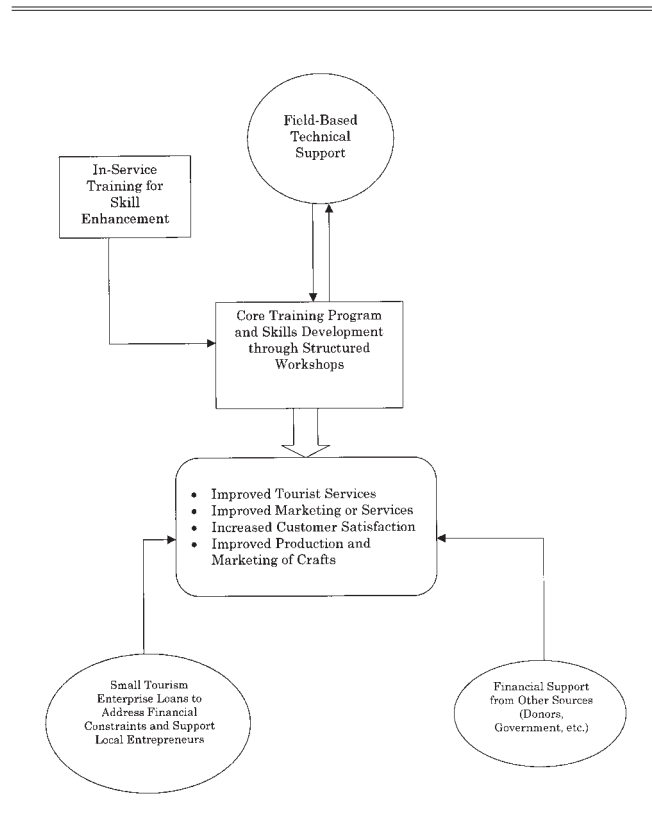 Field-Based
Technical
Support
In-Service
Training for
Skill
Enhancement
Core Training Program
and Skills Development
through Structured
Workshops
• Improved Tourist Services
• Improved Marketing or Services
• Increased Customer Satisfaction
• Improved Production and
Marketing of Crafts
Small Tourism
Enterprise Loans to
Address Financial
Constraints and Support
Local Entrepreneurs
Financial Support
from Other Sources
(Donors,
Government, etc.)